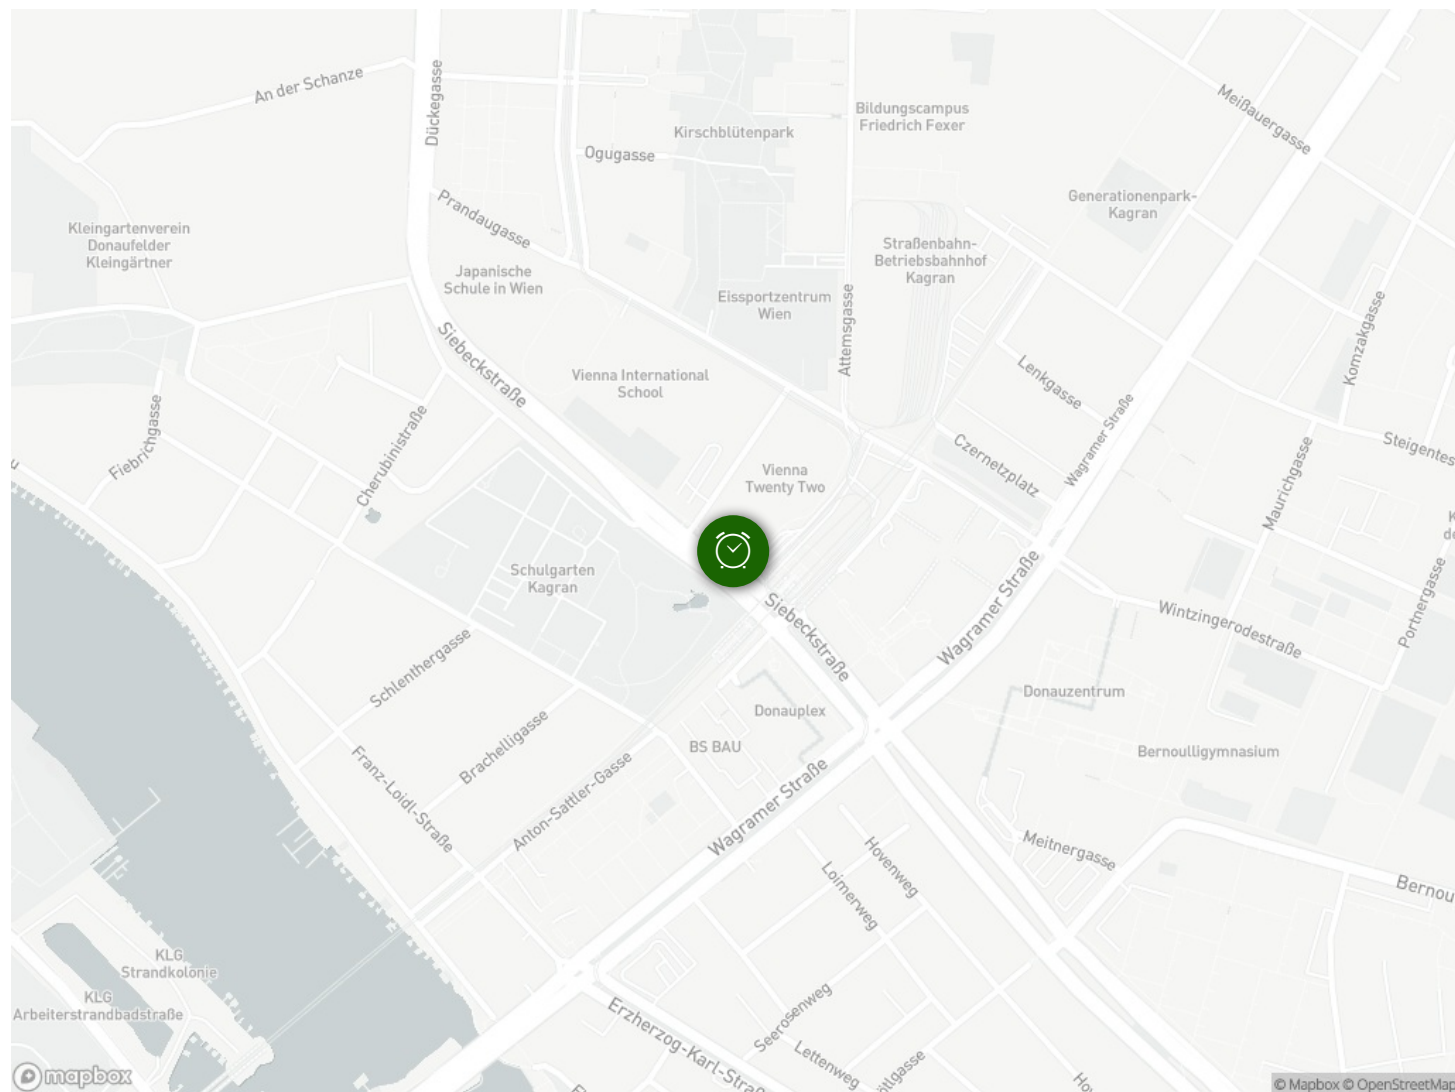 An der Schanze
Dückegasse
Kirschblütenpark
Bildungscampus
Friedrich Fexer
Meißauergasse
Ogugasse
Generationenpark-
Kagran
Prandaugasse
Kleingartenverein
Donaufelder
Kleingärtner
Straßenbahn-
Betriebsbahnhof
Kagran
Japanische
Schule in Wien
Eissportzentrum
Wien
Attemsgasse
Komzakgasse
Siebeckstraße
Vienna International
School
Lenkgasse
Wagramer Straße
Fiebrichgasse
Cherubinistraße
Czernetzplatz
Steigentes
Maurichgasse
Vienna
Twenty Two
Schulgarten
Kagran
Siebeckstraße
Wagramer Straße
Wintzingerodestraße
Portnergasse
Schlenthergasse
Donauzentrum
Donauplex
BS BAU
Brachelligasse
Bernoulligymnasium
Franz-Loidl-Straße
Anton-Sattler-Gasse
Wagramer Straße
Meitnergasse
Hovenweg
Loimerweg
Bernou
KLG
Strandkolonie
KLG
Arbeiterstrandbadstraße
Seerosenweg
Erzherzog-Karl-Straß
Lettenweg
mapbox
© Mapbox © OpenStreetMap